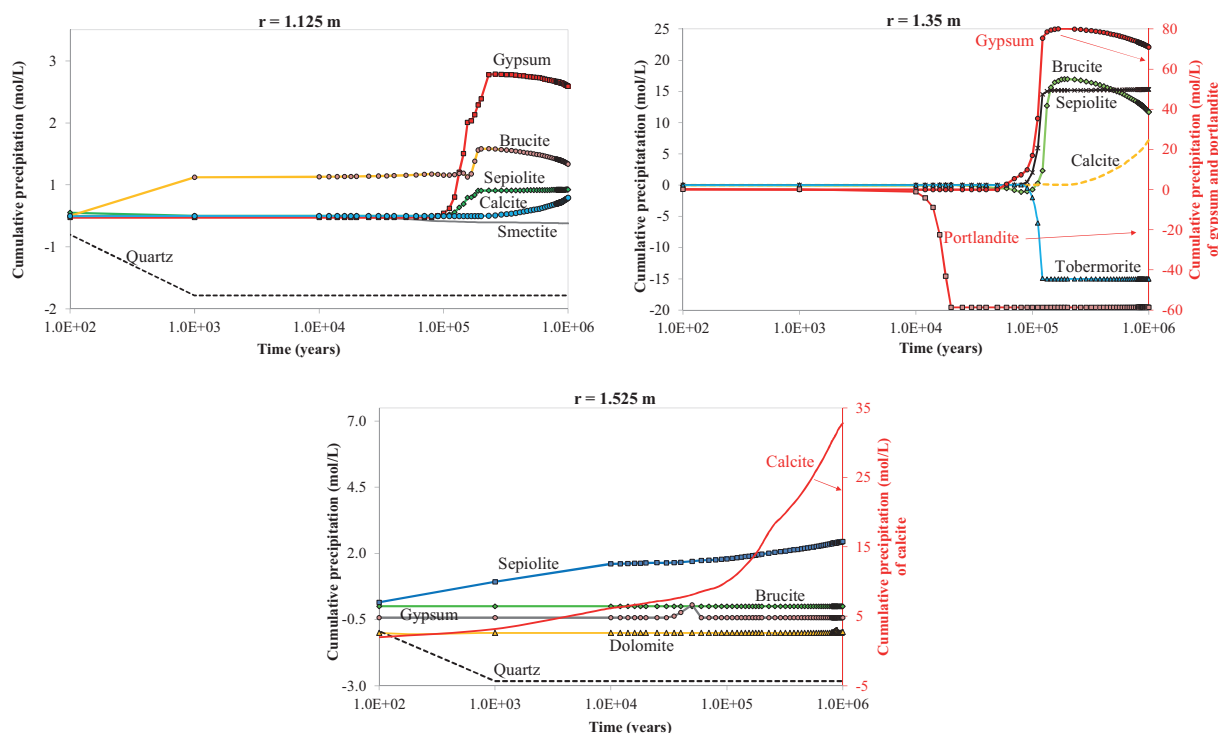 r = 1.125 m
Cumulative precipitation (mol/L)
3
2
1
-1
-2
Gypsum
Brucite
Sepiolite
Calcite
Smectite
Quartz
1.0E+02 1.0E+03 1.0E+04 1.0E+05 1.0E+06
Time (years)
r = 1.35 m
Cumulative precipitatation (mol/L)
25
20
15
10
5
0
-5
-10
-15
-20
80
60
40
20
0
-20
-40
-60
Cumulative precipitation (mol/L)
of gypsum and portlandite
Gypsum
Brucite
Sepiolite
Calcite
Portlandite
Tobermorite
1.0E+02 1.0E+03 1.0E+04 1.0E+05 1.0E+06
Time (years)
r = 1.525 m
Cumulative precipitation (mol/L)
7.0
4.5
2.0
-0.5
-3.0
35
25
15
5
-5
Cumulative precipitation (mol/L)
of calcite
Calcite
Sepiolite
Brucite
Gypsum
Dolomite
Quartz
1.0E+02 1.0E+03 1.0E+04 1.0E+05 1.0E+06
Time (years)